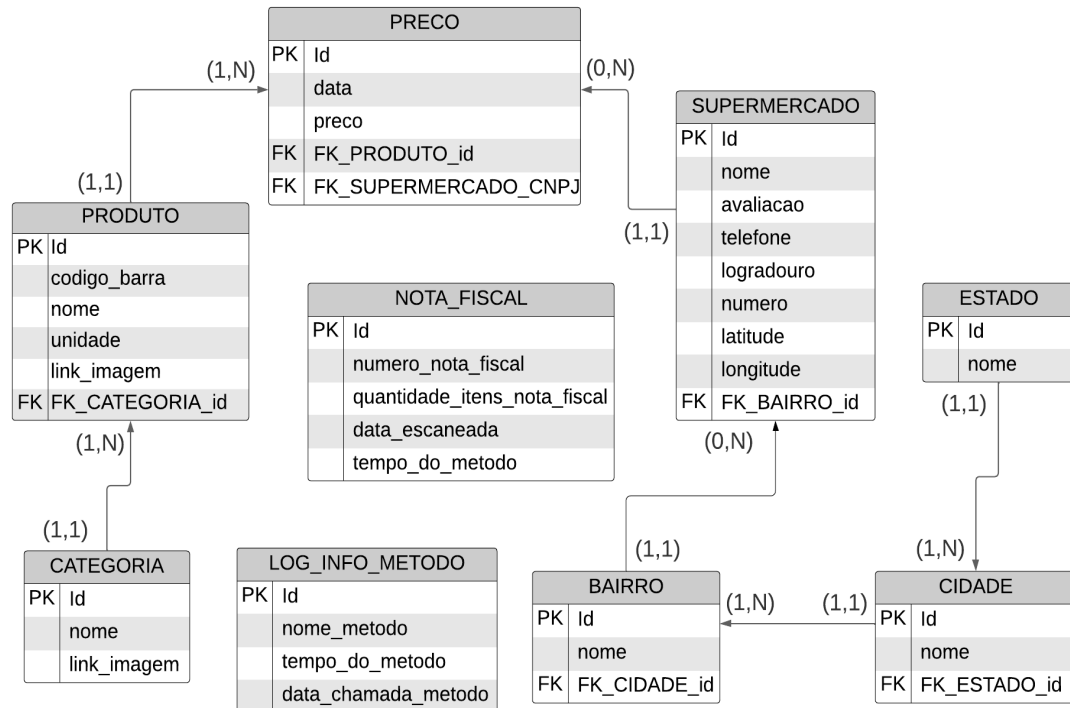 PRECO
PK Id
data
preco
FK FK_PRODUTO_id
FK FK_SUPERMERCADO_CNPJ
(1,N)
(0,N)
(1,1)
(1,1)
SUPERMERCADO
PK Id
nome
avaliacao
telefone
logradouro
numero
latitude
longitude
FK FK_BAIRRO_id
(0,N)
PRODUTO
PK Id
codigo_barra
nome
unidade
link_imagem
FK FK_CATEGORIA_id
(1,N)
(1,1)
NOTA_FISCAL
PK Id
numero_nota_fiscal
quantidade_itens_nota_fiscal
data_escaneada
tempo_do_metodo
ESTADO
PK Id
nome
(1,1)
(1,N)
CATEGORIA
PK Id
nome
link_imagem
LOG_INFO_METODO
PK Id
nome_metodo
tempo_do_metodo
data_chamada_metodo
(1,1)
BAIRRO
PK Id
nome
FK FK_CIDADE_id
(1,N)
(1,1)
CIDADE
PK Id
nome
FK FK_ESTADO_id